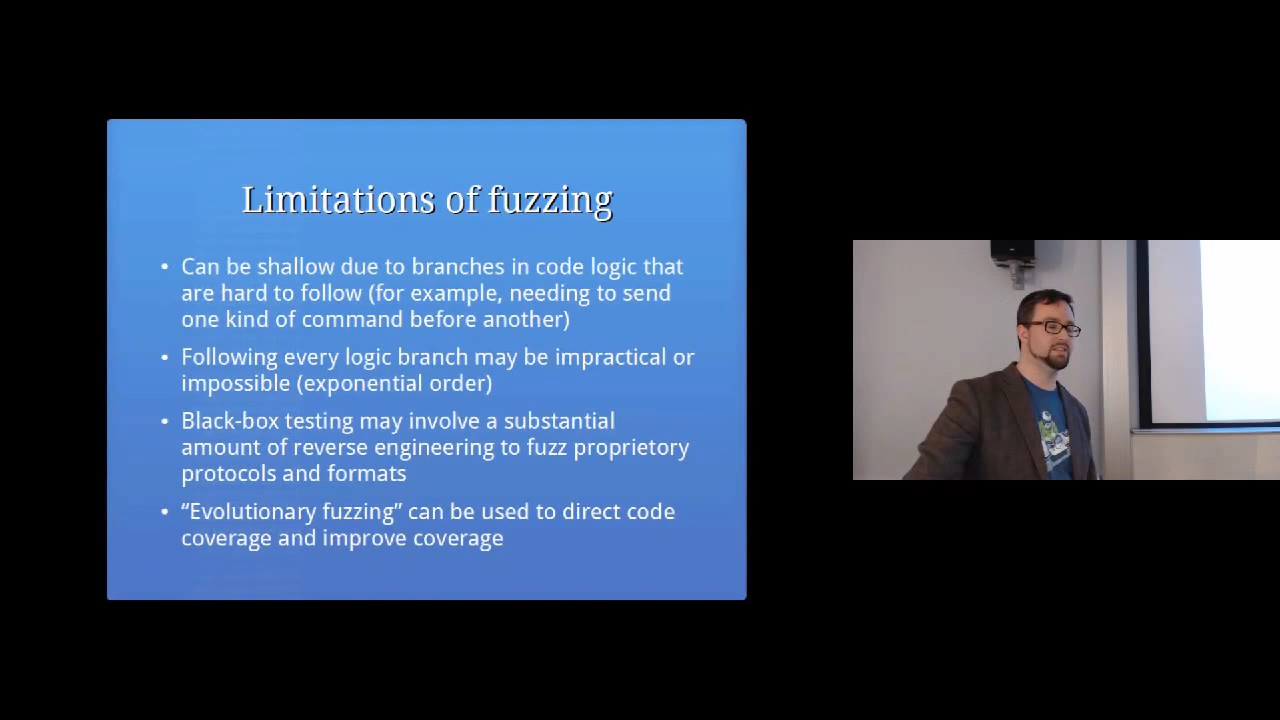 Limitations of fuzzing
• Can be shallow due to branches in code logic that
are hard to follow (for example, needing to send
one kind of command before another)
• Following every logic branch may be impractical or
impossible (exponential order)
• Black-box testing may involve a substantial
amount of reverse engineering to fuzz proprietary
protocols and formats
• “Evolutionary fuzzing” can be used to direct code
coverage and improve coverage